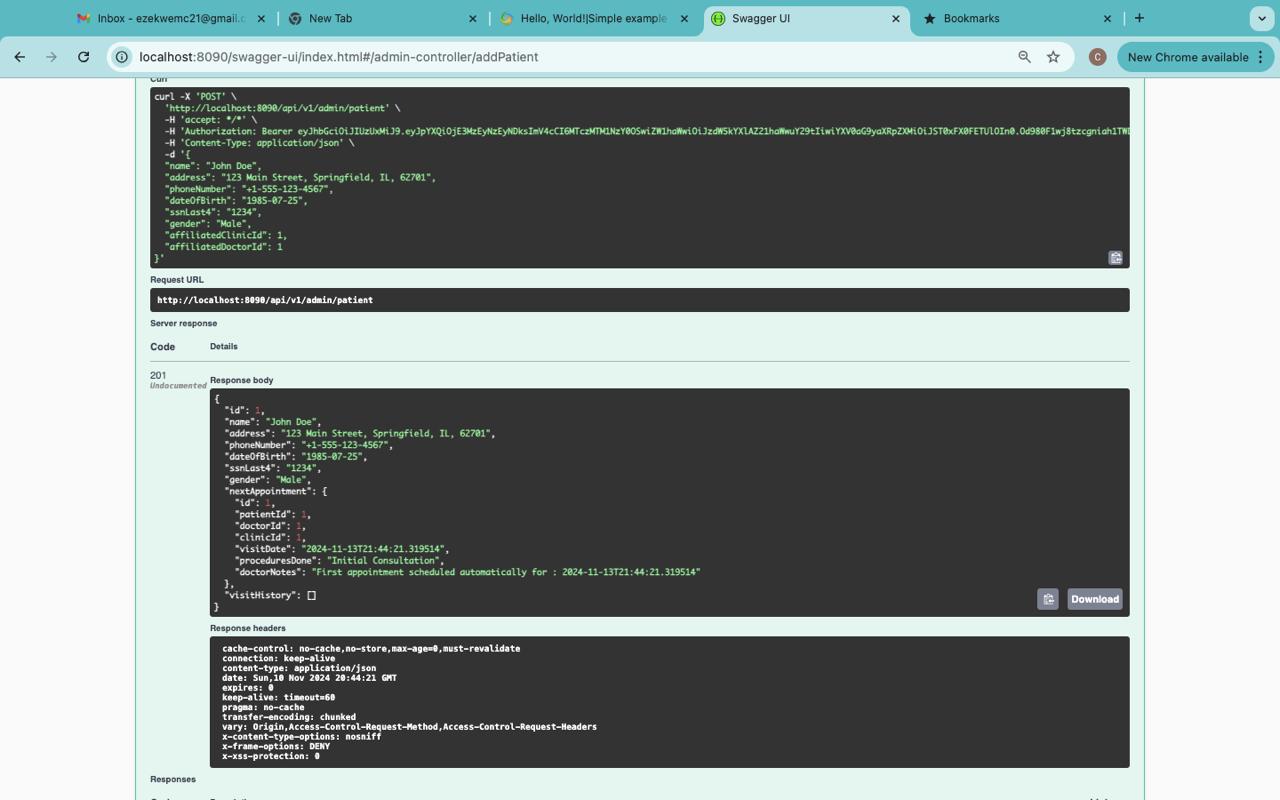 Inbox - ezekwemc21@gmail.c
New Tab
Hello, World!|Simple example
Swagger UI
Bookmarks
localhost:8090/swagger-ui/index.html#/admin-controller/addPatient
C
New Chrome available
Curl
curl -X 'POST' \
'http://localhost:8090/api/v1/admin/patient' \
-H 'accept: */*' \
-H 'Authorization: Bearer
-H 'Content-Type: application/json' \
-d '{
"name": "John Doe",
"address": "123 Main Street, Springfield, IL, 62701",
"phoneNumber": "+1-555-123-4567",
"dateOfBirth": "1985-07-25",
"ssnLast4": "1234",
"gender": "Male",
"affiliatedClinicId": 1,
"affiliatedDoctorId": 1
}'
Request URL
http://localhost:8090/api/v1/admin/patient
Server response
Code Details
201
Undocumented
Response body
{
"id": 1,
"name": "John Doe",
"address": "123 Main Street, Springfield, IL, 62701",
"phoneNumber": "+1-555-123-4567",
"dateOfBirth": "1985-07-25",
"ssnLast4": "1234",
"gender": "Male",
"nextAppointment": {
"id": 1,
"patientId": 1,
"doctorId": 1,
"clinicId": 1,
"visitDate": "2024-11-13T21:44:21.319514",
"proceduresDone": "Initial Consultation",
"doctorNotes": "First appointment scheduled automatically for : 2024-11-13T21:44:21.319514"
},
"visitHistory": []
}
Download
Response headers
cache-control: no-cache,no-store,max-age=0,must-revalidate
connection: keep-alive
content-type: application/json
date: Sun,10 Nov 2024 20:44:21 GMT
expires: 0
keep-alive: timeout=60
pragma: no-cache
transfer-encoding: chunked
vary: Origin,Access-Control-Request-Method,Access-Control-Request-Headers
x-content-type-options: nosniff
x-frame-options: DENY
x-xss-protection: 0
Responses